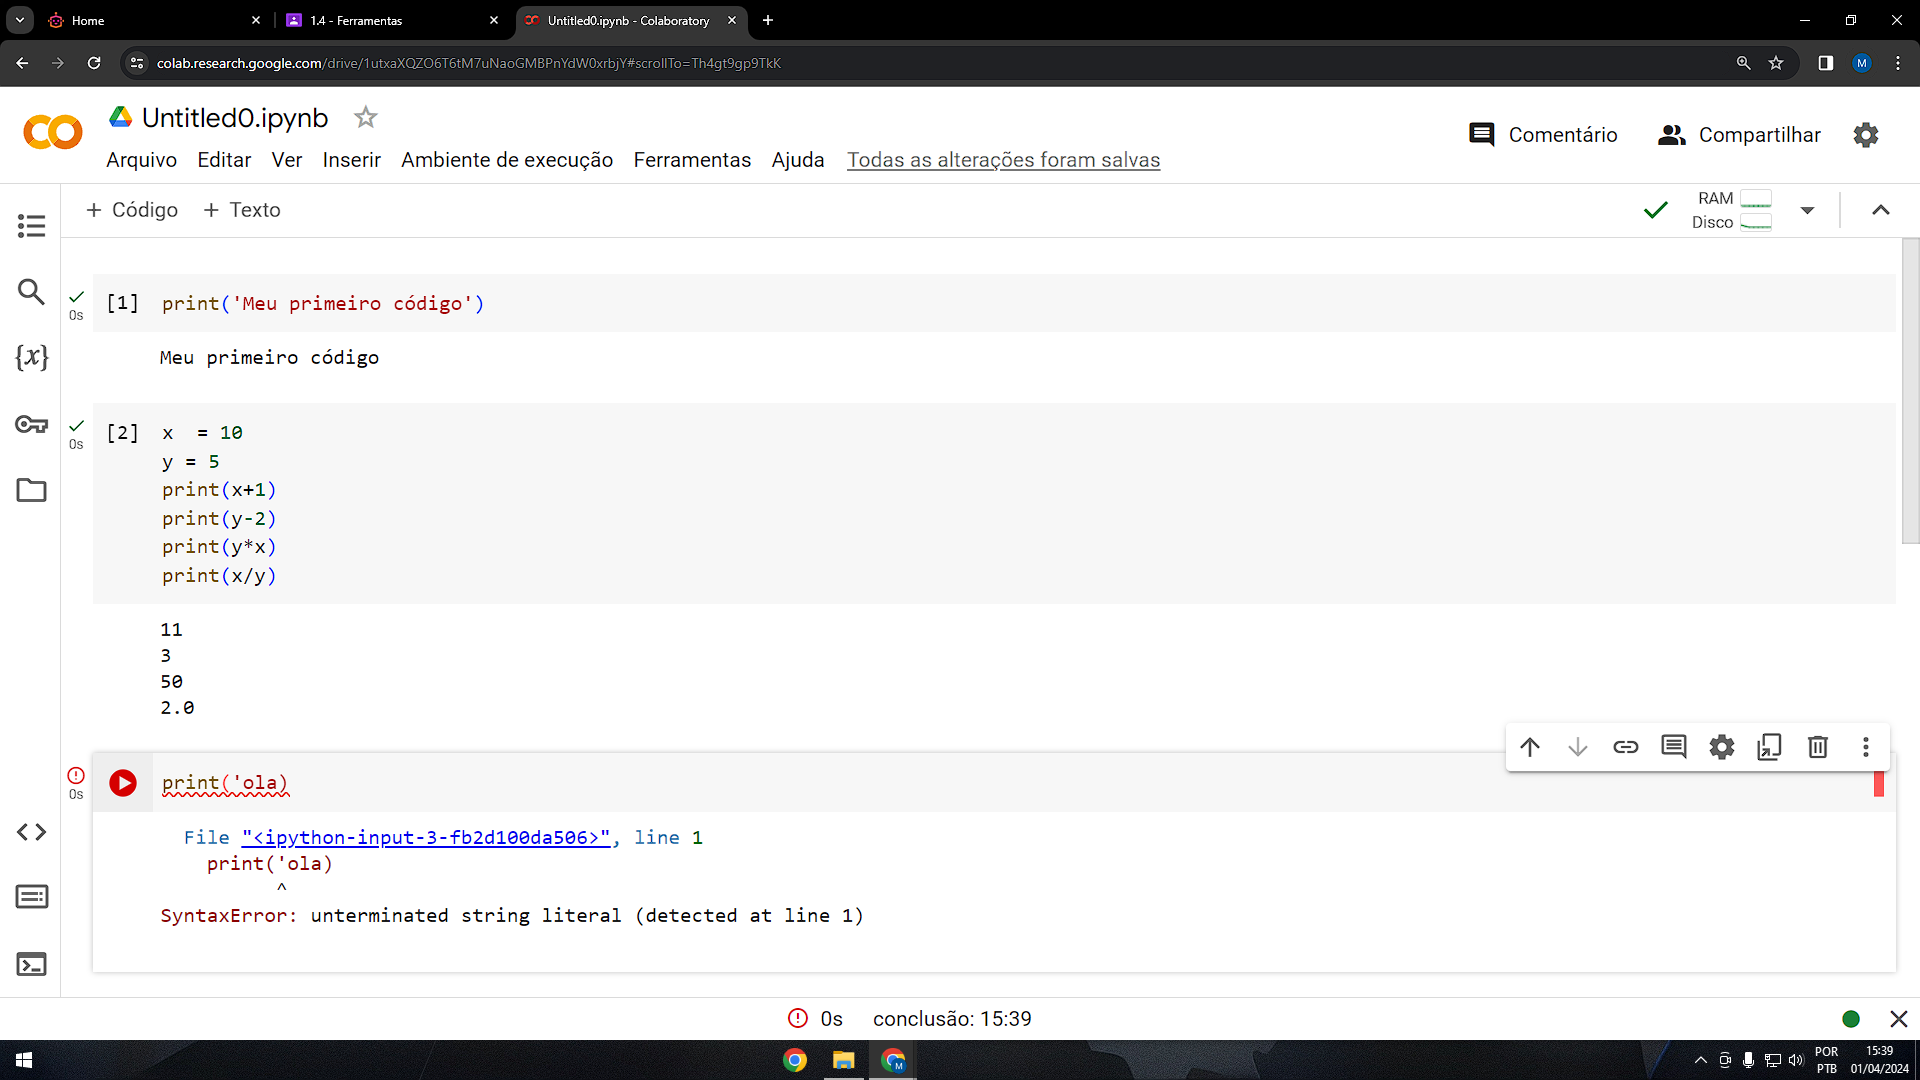 Home
1.4 - Ferramentas
Untitled0.ipynb - Colaboratory
colab.research.google.com/drive/1utxaXQZO6T6tM7uNaoGMBPnYdW0xrbjY#scrollTo=Th4gt9gp9TkK
M
Untitled0.ipynb
Comentário
Compartilhar
Arquivo Editar Ver Inserir Ambiente de execução Ferramentas Ajuda Todas as alterações foram salvas
+ Código + Texto
RAM
Disco
{x}
[1] print('Meu primeiro código')
0s
Meu primeiro código
[2] x  = 10
0s
y = 5
print(x+1)
print(y-2)
print(y*x)
print(x/y)
11
3
50
2.0
print('ola)
0s
File "<ipython-input-3-fb2d100da506>", line 1
print('ola)
^
SyntaxError: unterminated string literal (detected at line 1)
0s conclusão: 15:39
M
POR
PTB
15:39
01/04/2024